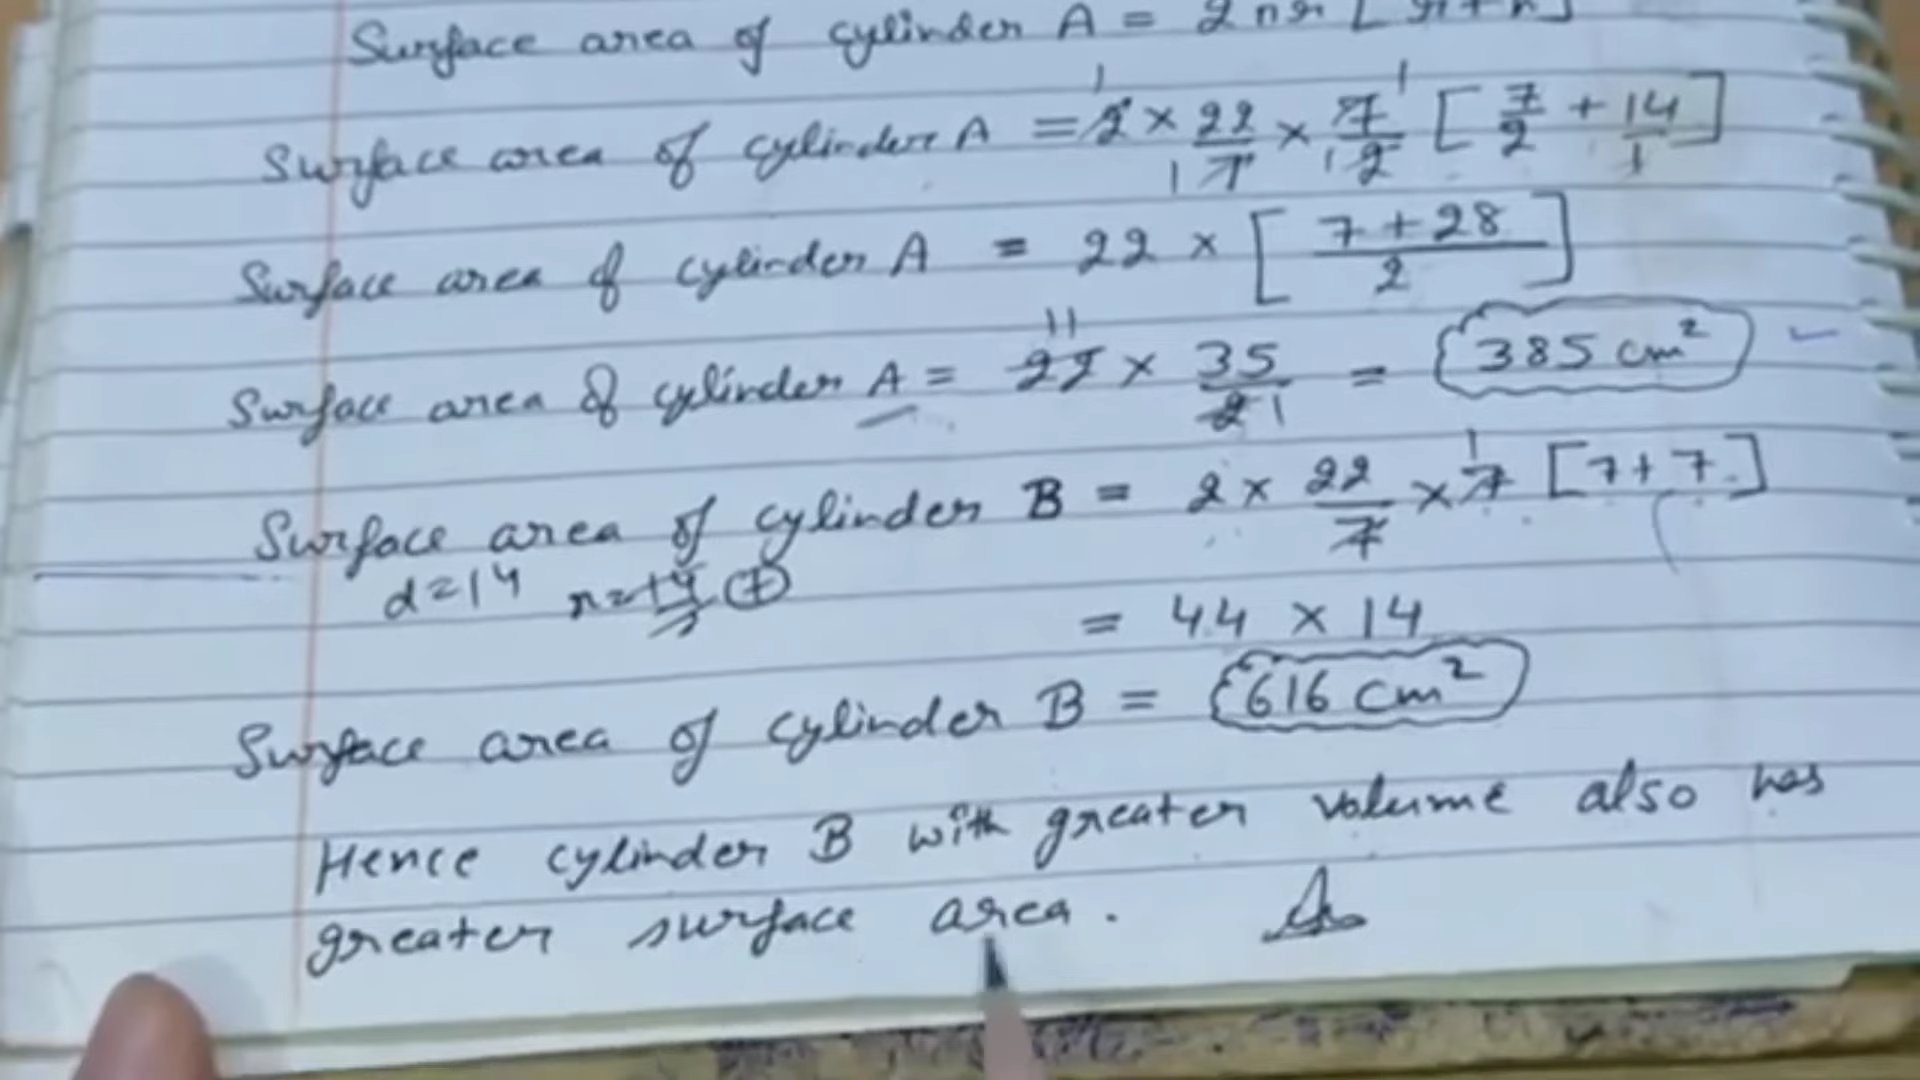 Surface area of cylinder A = 2πr [r+h]
Surface area of cylinder A = 2 × 22/7 × 7/2 [7/2 + 14/1]
Surface area of cylinder A = 22 × [7+28/2]
Surface area of cylinder A = 22 × 35/2 = 385 cm²
Surface area of cylinder B = 2 × 22/7 × 7 [7+7]
d=14 r=14/2 7
= 44 × 14
Surface area of cylinder B = 616 cm²
Hence cylinder B with greater volume also has
greater surface area.